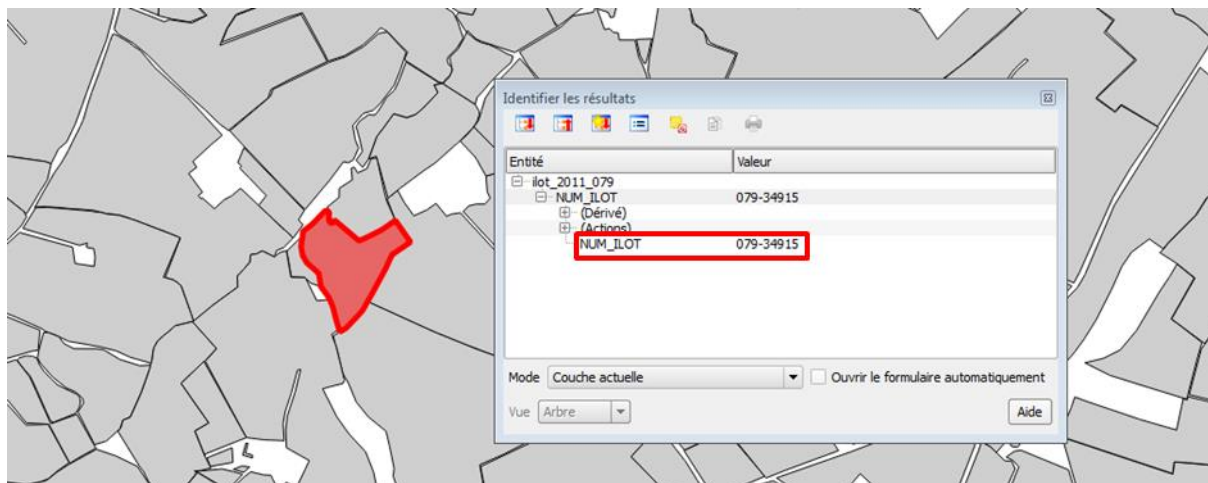 Identifier les résultats
Entité Valeur
ilot_2011_079
NUM_ILOT 079-34915
(Dérivé)
(Actions)
NUM_ILOT 079-34915
Mode Couche actuelle Ouvrir le formulaire automatiquement
Vue Arbre Aide